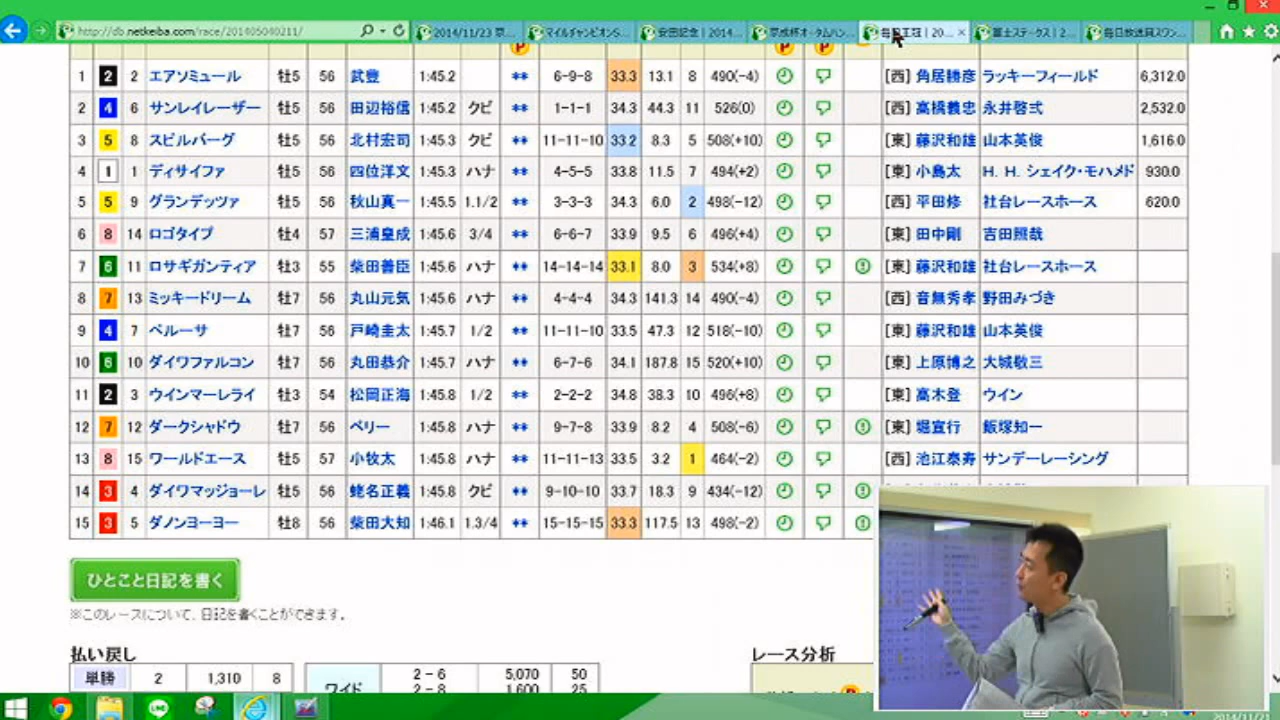 http://db.netkeiba.com/race/201405040211/
2014/11/23 京...
マイルチャンピオンS...
安田記念 | 2014...
京成杯オータムハン...
毎日王冠 | 20...
富士ステークス | 2...
毎日放送賞スワン...
1 2 2 エアソミュール 牡5 56 武豊 1:45.2 ** 6-9-8 33.3 13.1 8 490(-4) [西] 角居勝彦 ラッキーフィールド 6,312.0
2 4 6 サンレイレーザー 牡5 56 田辺裕信 1:45.2 クビ ** 1-1-1 34.3 44.3 11 526(0) [西] 高橋義忠 永井啓弍 2,532.0
3 5 8 スピルバーグ 牡5 56 北村宏司 1:45.3 クビ ** 11-11-10 33.2 8.3 5 508(+10) [東] 藤沢和雄 山本英俊 1,616.0
4 1 1 ディサイファ 牡5 56 四位洋文 1:45.3 ハナ ** 4-5-5 33.8 11.5 7 494(+2) [東] 小島太 H. H. シェイク・モハメド 930.0
5 5 9 グランデッツァ 牡5 56 秋山真一 1:45.5 1.1/2 ** 3-3-3 34.3 6.0 2 498(-12) [西] 平田修 社台レースホース 620.0
6 8 14 ロゴタイプ 牡4 57 三浦皇成 1:45.6 3/4 ** 6-6-7 33.9 9.5 6 496(+4) [東] 田中剛 吉田照哉
7 6 11 ロサギガンティア 牡3 55 柴田善臣 1:45.6 ハナ ** 14-14-14 33.1 8.0 3 534(+8) [東] 藤沢和雄 社台レースホース
8 7 13 ミッキードリーム 牡7 56 丸山元気 1:45.6 ハナ ** 4-4-4 34.3 141.3 14 490(-4) [西] 音無秀孝 野田みづき
9 4 7 ペルーサ 牡7 56 戸崎圭太 1:45.7 1/2 ** 11-11-10 33.5 47.3 12 518(-10) [東] 藤沢和雄 山本英俊
10 6 10 ダイワファルコン 牡7 56 丸田恭介 1:45.7 ハナ ** 6-7-6 34.1 187.8 15 520(+10) [東] 上原博之 大城敬三
11 2 3 ウインマーレライ 牡3 54 松岡正海 1:45.8 1/2 ** 2-2-2 34.8 38.3 10 496(+8) [東] 高木登 ウイン
12 7 12 ダークシャドウ 牡7 56 ベリー 1:45.8 ハナ ** 9-7-8 33.9 8.2 4 508(-6) [東] 堀宣行 飯塚知一
13 8 15 ワールドエース 牡5 57 小牧太 1:45.8 ハナ ** 11-11-13 33.5 3.2 1 464(-2) [西] 池江泰寿 サンデーレーシング
14 3 4 ダイワマッジョーレ 牡5 56 蛯名正義 1:45.8 クビ ** 9-10-10 33.7 18.3 9 434(-12)
15 3 5 ダノンヨーヨー 牡8 56 柴田大知 1:46.1 1.3/4 ** 15-15-15 33.3 117.5 13 498(-2)
ひとこと日記を書く
※このレースについて、日記を書くことができます。
払い戻し
レース分析
単勝 2 1,310 8
ワイド 2 - 6 5,070 50
2 - 8 1,600 25
LINE